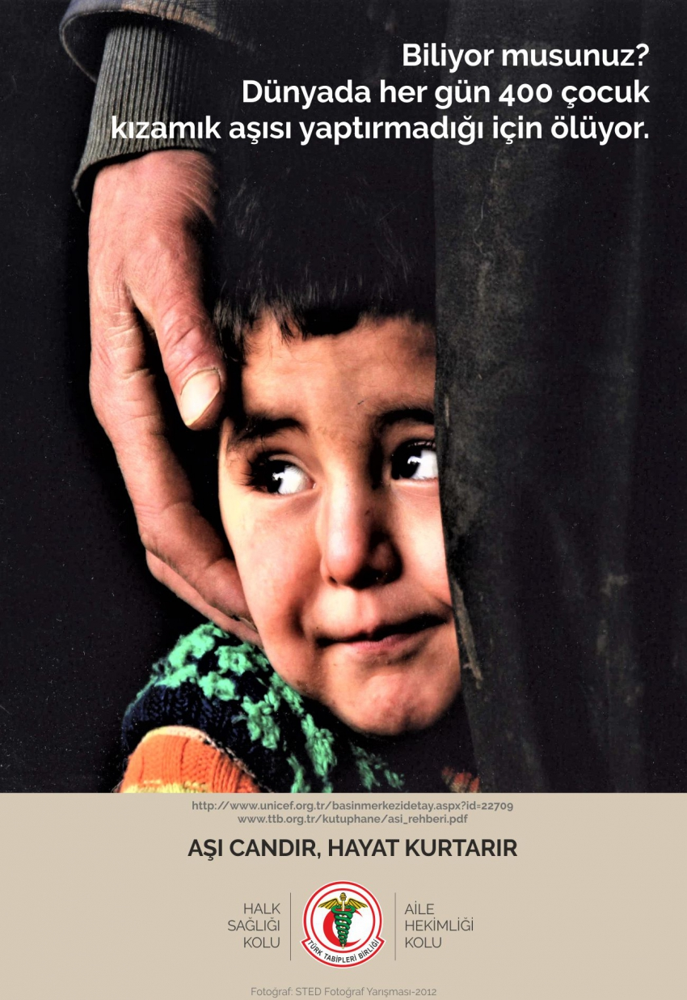 Biliyor musunuz?
Dünyada her gün 400 çocuk
kızamık aşısı yaptırmadığı için ölüyor.
http://www.unicef.org.tr/basinmerkezidetay.aspx?id=22709
www.ttb.org.tr/kutuphane/asi_rehberi.pdf
AŞI CANDIR, HAYAT KURTARIR
HALK
SAĞLIĞI
KOLU
TÜRK TABİPLERİ BİRLİĞİ
AİLE
HEKİMLİĞİ
KOLU
Fotoğraf: STED Fotoğraf Yarışması-2012